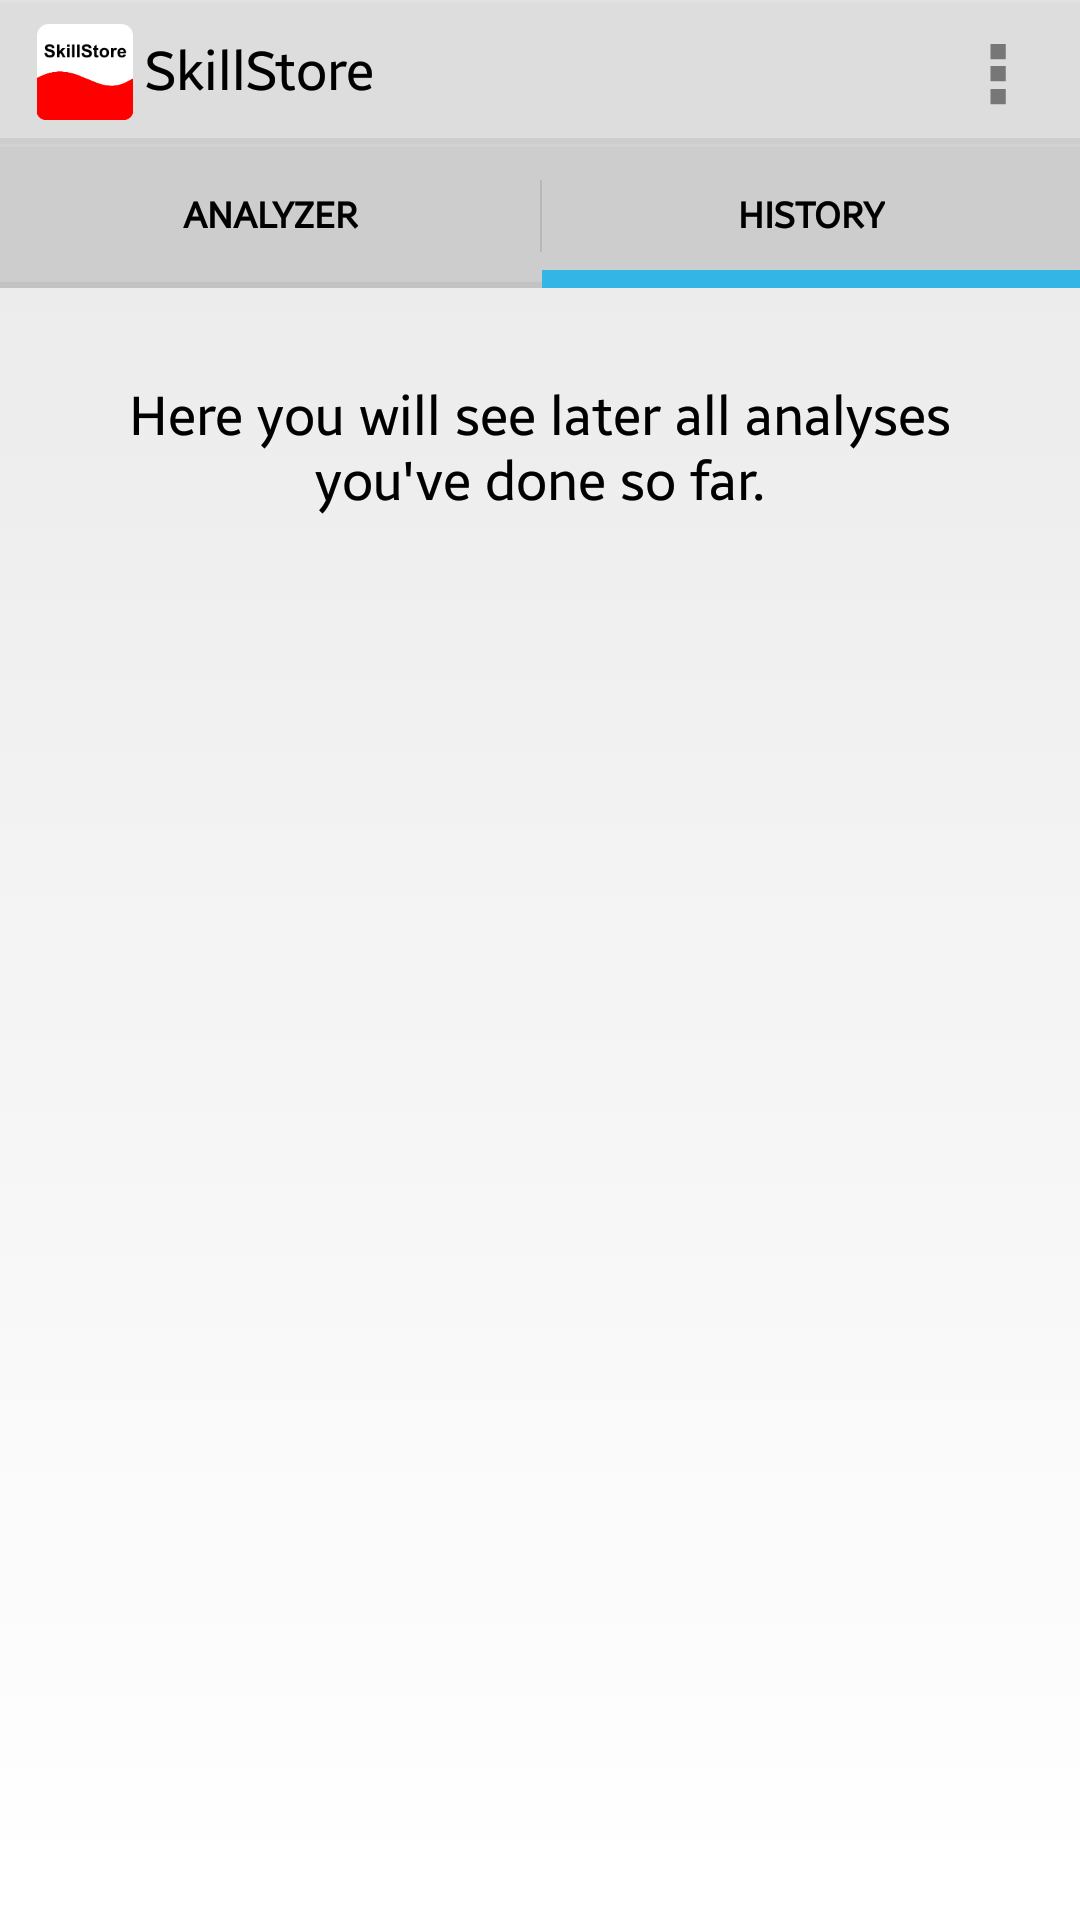 SkillStore
SkillStore
ANALYZER
HISTORY
Here you will see later all analyses
you've done so far.